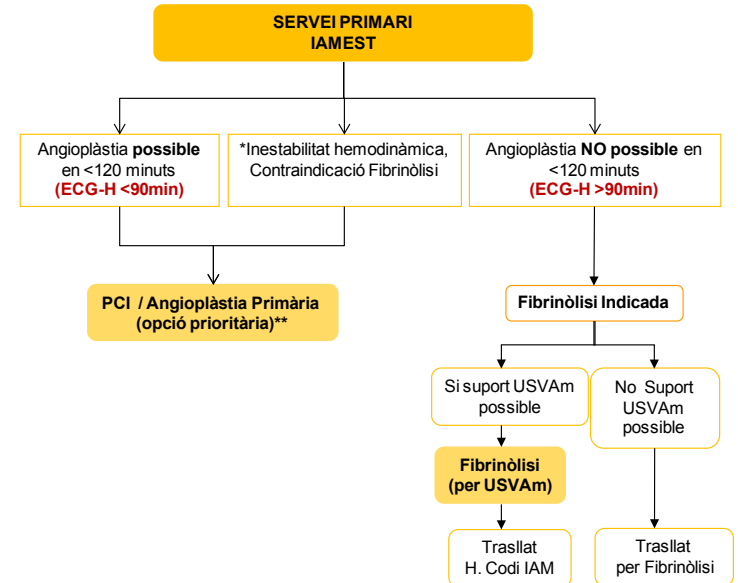 SERVEI PRIMARI
IAMEST
Angioplàstia possible
en <120 minuts
(ECG-H <90min)
*Inestabilitat hemodinàmica,
Contraindicació Fibrinòlisi
Angioplàstia NO possible en
<120 minuts
(ECG-H >90min)
PCI / Angioplàstia Primària
(opció prioritària)**
Fibrinòlisi Indicada
Si suport USVAm
possible
No Suport
USVAm
possible
Fibrinòlisi
(per USVAm)
Trasllat
H. Codi IAM
Trasllat
per Fibrinòlisi